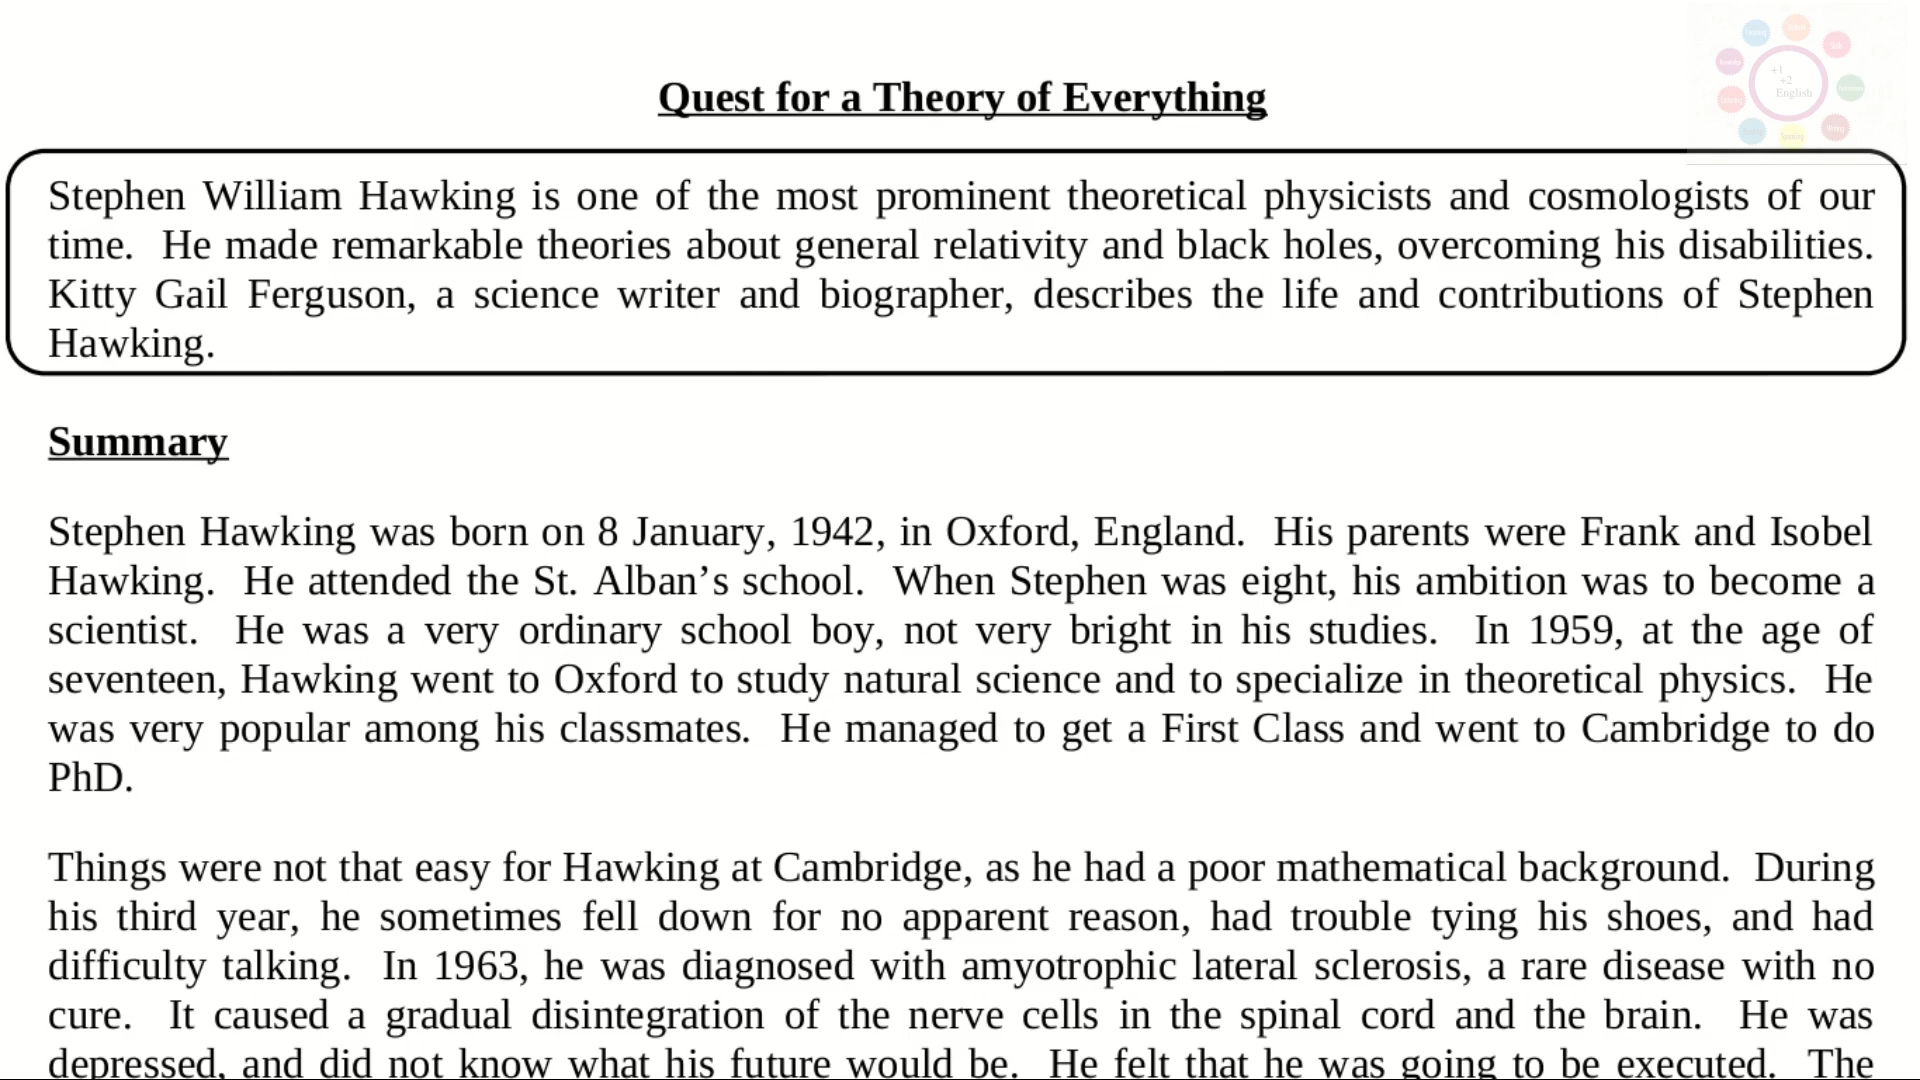 Quest for a Theory of Everything
+1
+2
English
Stephen William Hawking is one of the most prominent theoretical physicists and cosmologists of our
time. He made remarkable theories about general relativity and black holes, overcoming his disabilities.
Kitty Gail Ferguson, a science writer and biographer, describes the life and contributions of Stephen
Hawking.
Summary
Stephen Hawking was born on 8 January, 1942, in Oxford, England. His parents were Frank and Isobel
Hawking. He attended the St. Alban’s school. When Stephen was eight, his ambition was to become a
scientist. He was a very ordinary school boy, not very bright in his studies. In 1959, at the age of
seventeen, Hawking went to Oxford to study natural science and to specialize in theoretical physics. He
was very popular among his classmates. He managed to get a First Class and went to Cambridge to do
PhD.
Things were not that easy for Hawking at Cambridge, as he had a poor mathematical background. During
his third year, he sometimes fell down for no apparent reason, had trouble tying his shoes, and had
difficulty talking. In 1963, he was diagnosed with amyotrophic lateral sclerosis, a rare disease with no
cure. It caused a gradual disintegration of the nerve cells in the spinal cord and the brain. He was
depressed, and did not know what his future would be. He felt that he was going to be executed. The